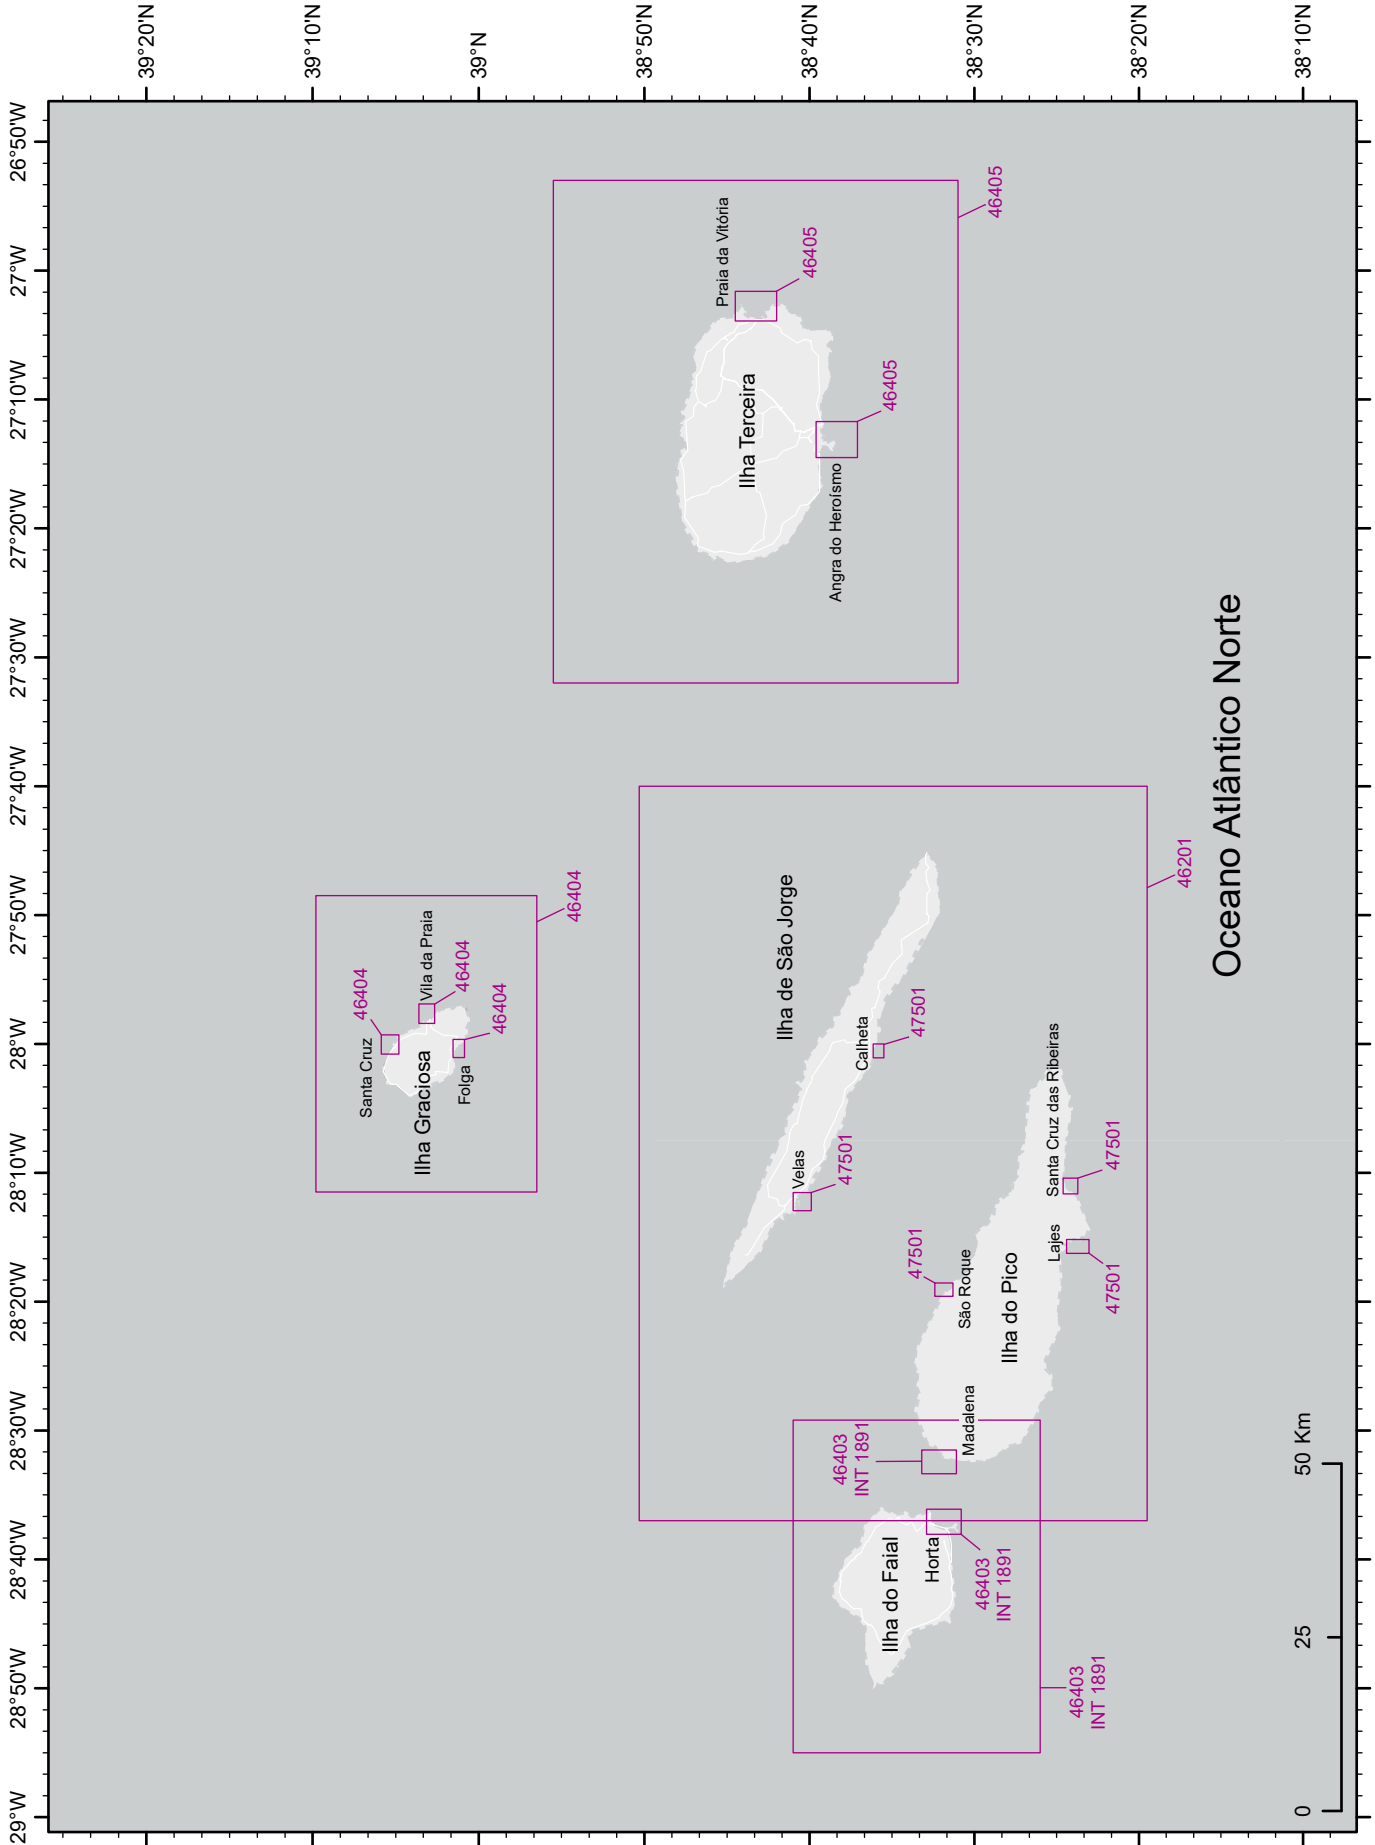 29°W
28°50'W
28°40'W
28°30'W
28°20'W
28°10'W
28°W
27°50'W
27°40'W
27°30'W
27°20'W
27°10'W
27°W
26°50'W
39°20'N
39°10'N
39°N
38°50'N
38°40'N
38°30'N
38°20'N
38°10'N
Santa Cruz
46404
Ilha Graciosa
Vila da Praia
46404
Folga
46404
46404
Ilha Terceira
Praia da Vitória
46405
Angra do Heroísmo
46405
46405
Ilha de São Jorge
Velas
47501
Calheta
47501
46403
INT 1891
Ilha do Faial
Horta
46403
INT 1891
46403
INT 1891
Madalena
47501
São Roque
Ilha do Pico
Lajes
47501
Santa Cruz das Ribeiras
47501
46201
Oceano Atlântico Norte
0
25
50 Km